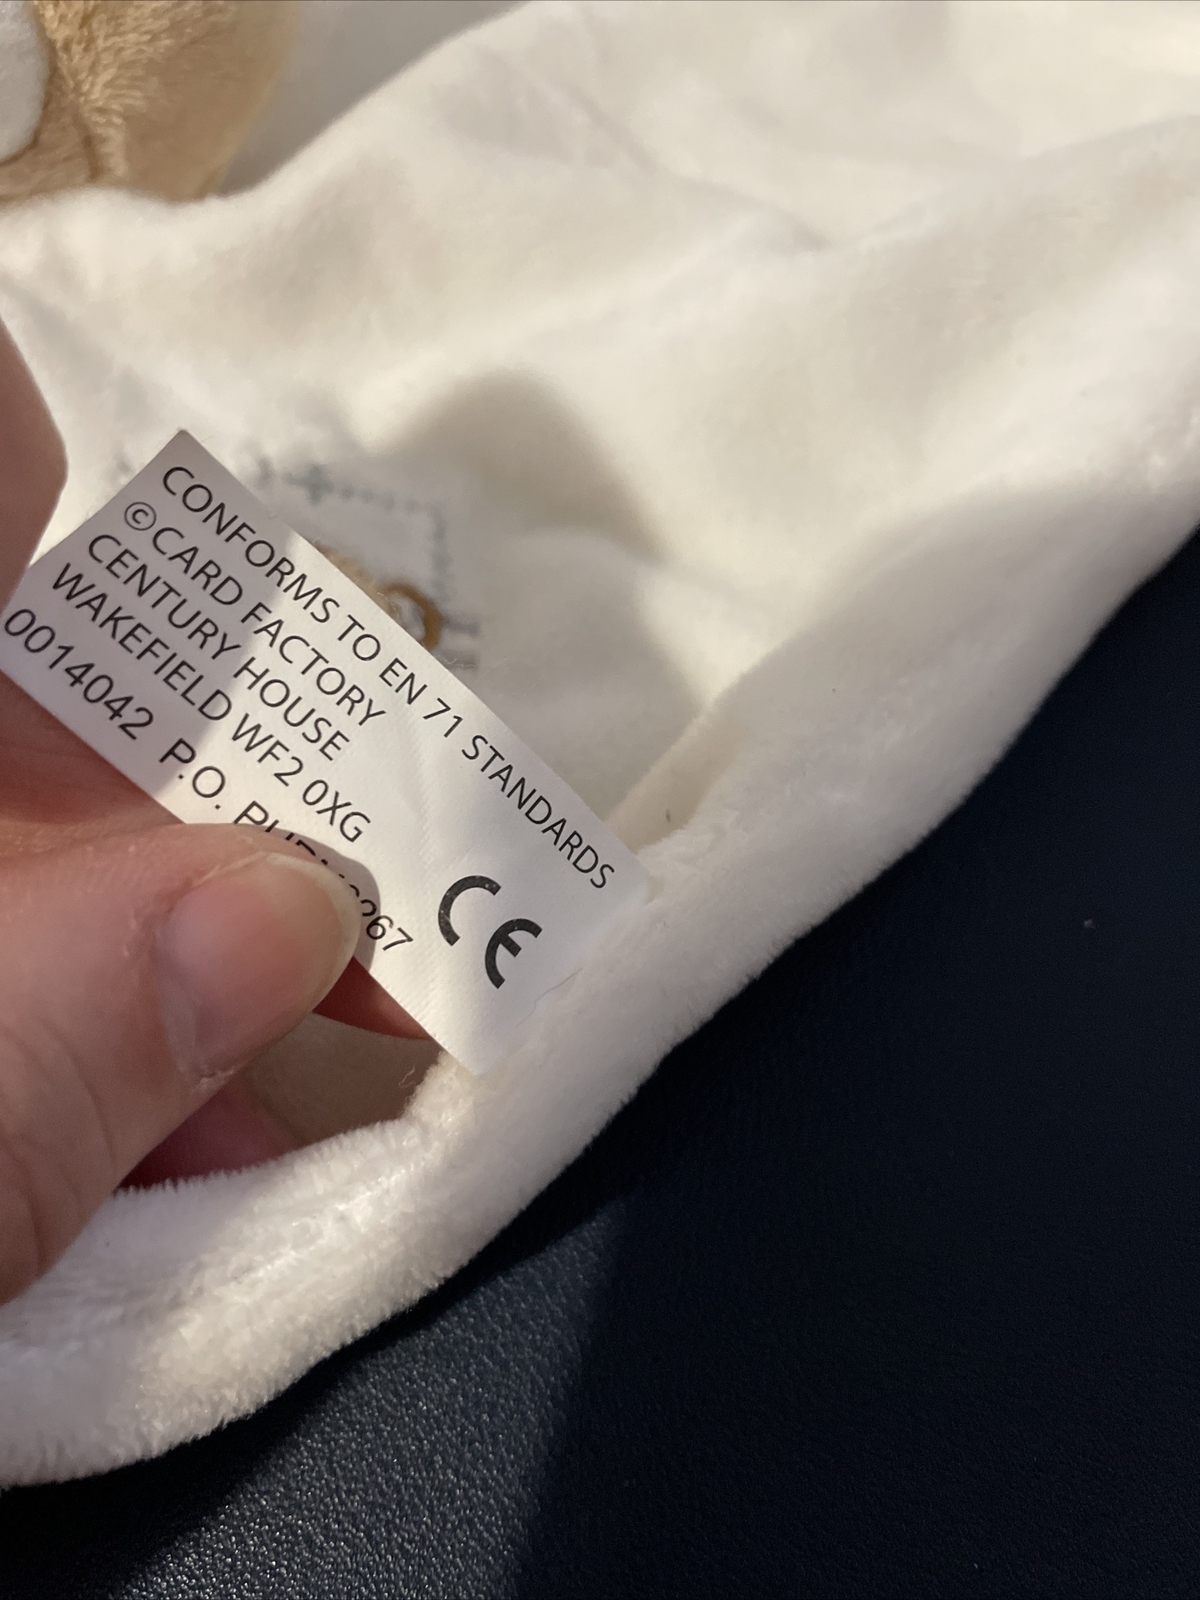 CONFORMS TO EN 71 STANDARDS
©CARD FACTORY
CENTURY HOUSE
WAKEFIELD WF2 0XG
0014042 P.O.
CE